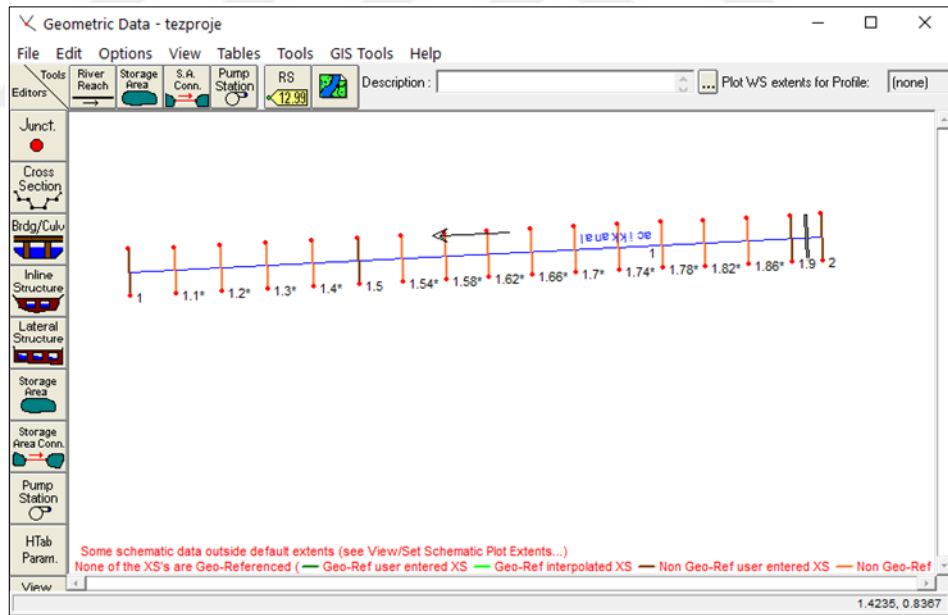 Geometric Data - tezproje
File Edit Options View Tables Tools GIS Tools Help
Tools
Editors
River
Reach
Storage
Area
S.A.
Conn.
Pump
Station
RS
12.99
Description :
...
Plot WS extents for Profile:
(none)
Junct.
Cross
Section
Brdg/Culv
Inline
Structure
Lateral
Structure
Storage
Area
Storage
Area Conn.
Pump
Station
HTab
Param.
View
acikkanal
1
1
1.1*
1.2*
1.3*
1.4*
1.5
1.54*
1.58*
1.62*
1.66*
1.7*
1.74*
1.78*
1.82*
1.86*
1.9
2
Some schematic data outside default extents (see View/Set Schematic Plot Extents...)
None of the XS's are Geo-Referenced ( Geo-Ref user entered XS Geo-Ref interpolated XS Non Geo-Ref user entered XS Non Geo-Ref
1.4235, 0.8367